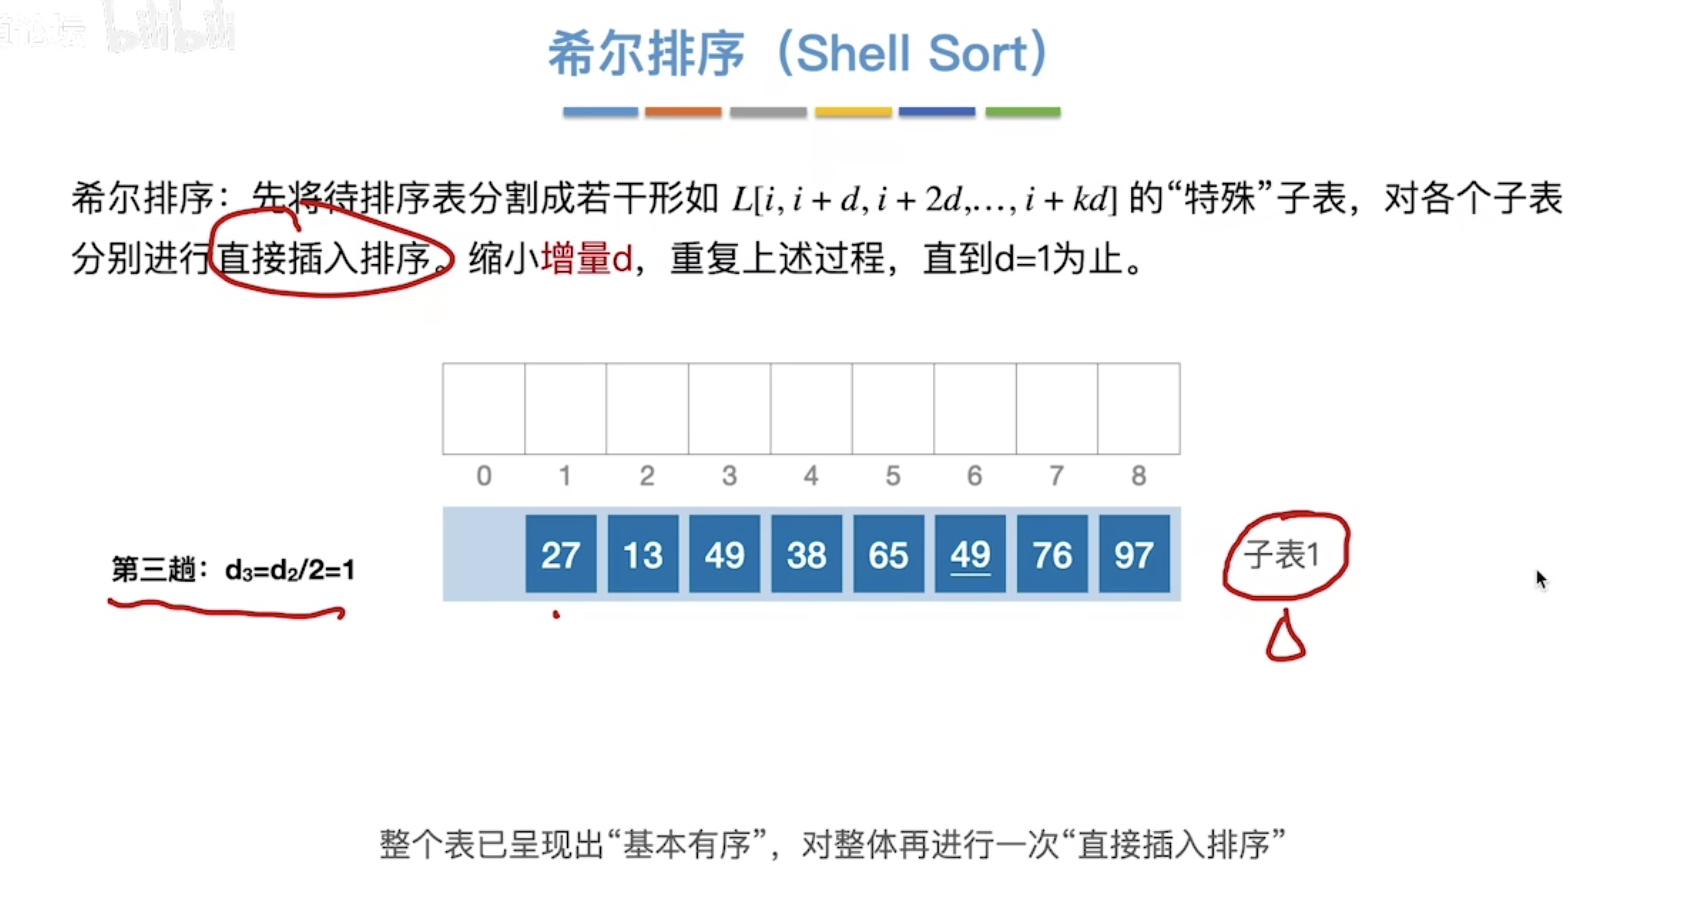 希尔排序（Shell Sort）
希尔排序：先将待排序表分割成若干形如 L[i, i + d, i + 2d,…, i + kd] 的“特殊”子表，对各个子表
分别进行直接插入排序。缩小增量d，重复上述过程，直到d=1为止。
0 1 2 3 4 5 6 7 8
第三趟：d₃=d₂/2=1 27 13 49 38 65 49 76 97 子表1
整个表已呈现出“基本有序”，对整体再进行一次“直接插入排序”